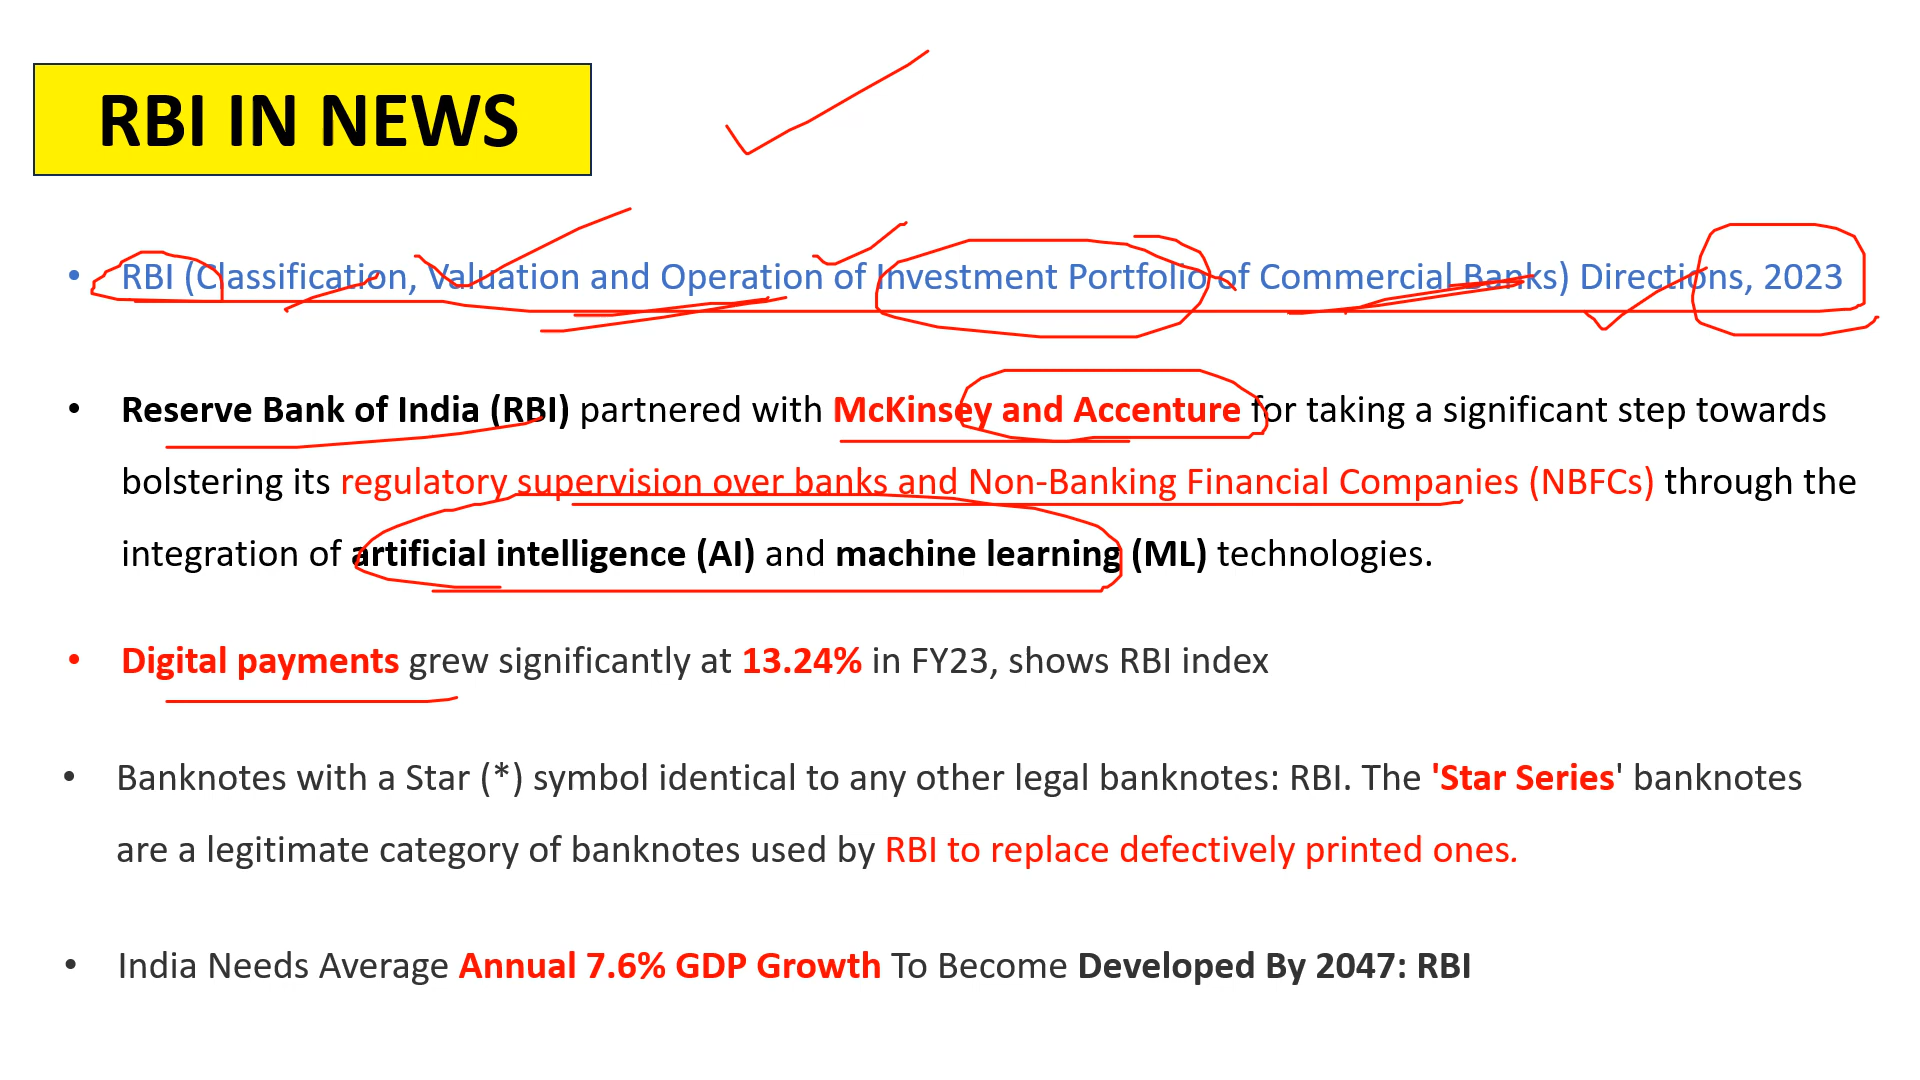 RBI IN NEWS
• RBI (Classification, Valuation and Operation of Investment Portfolio of Commercial Banks) Directions, 2023
• Reserve Bank of India (RBI) partnered with McKinsey and Accenture for taking a significant step towards
bolstering its regulatory supervision over banks and Non-Banking Financial Companies (NBFCs) through the
integration of artificial intelligence (AI) and machine learning (ML) technologies.
• Digital payments grew significantly at 13.24% in FY23, shows RBI index
• Banknotes with a Star (*) symbol identical to any other legal banknotes: RBI. The 'Star Series' banknotes
are a legitimate category of banknotes used by RBI to replace defectively printed ones.
• India Needs Average Annual 7.6% GDP Growth To Become Developed By 2047: RBI